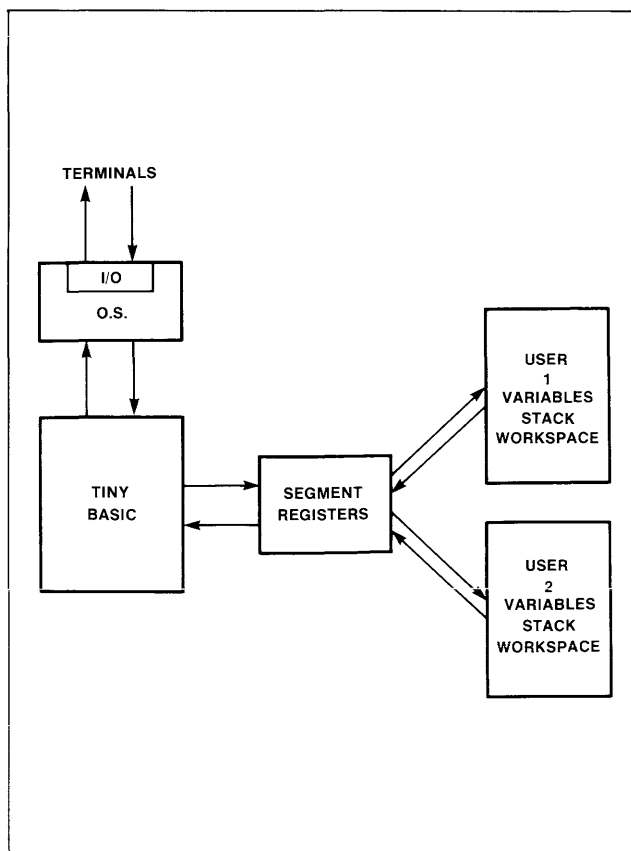 TERMINALS
I/O
O.S.
TINY
BASIC
SEGMENT
REGISTERS
USER
1
VARIABLES
STACK
WORKSPACE
USER
2
VARIABLES
STACK
WORKSPACE